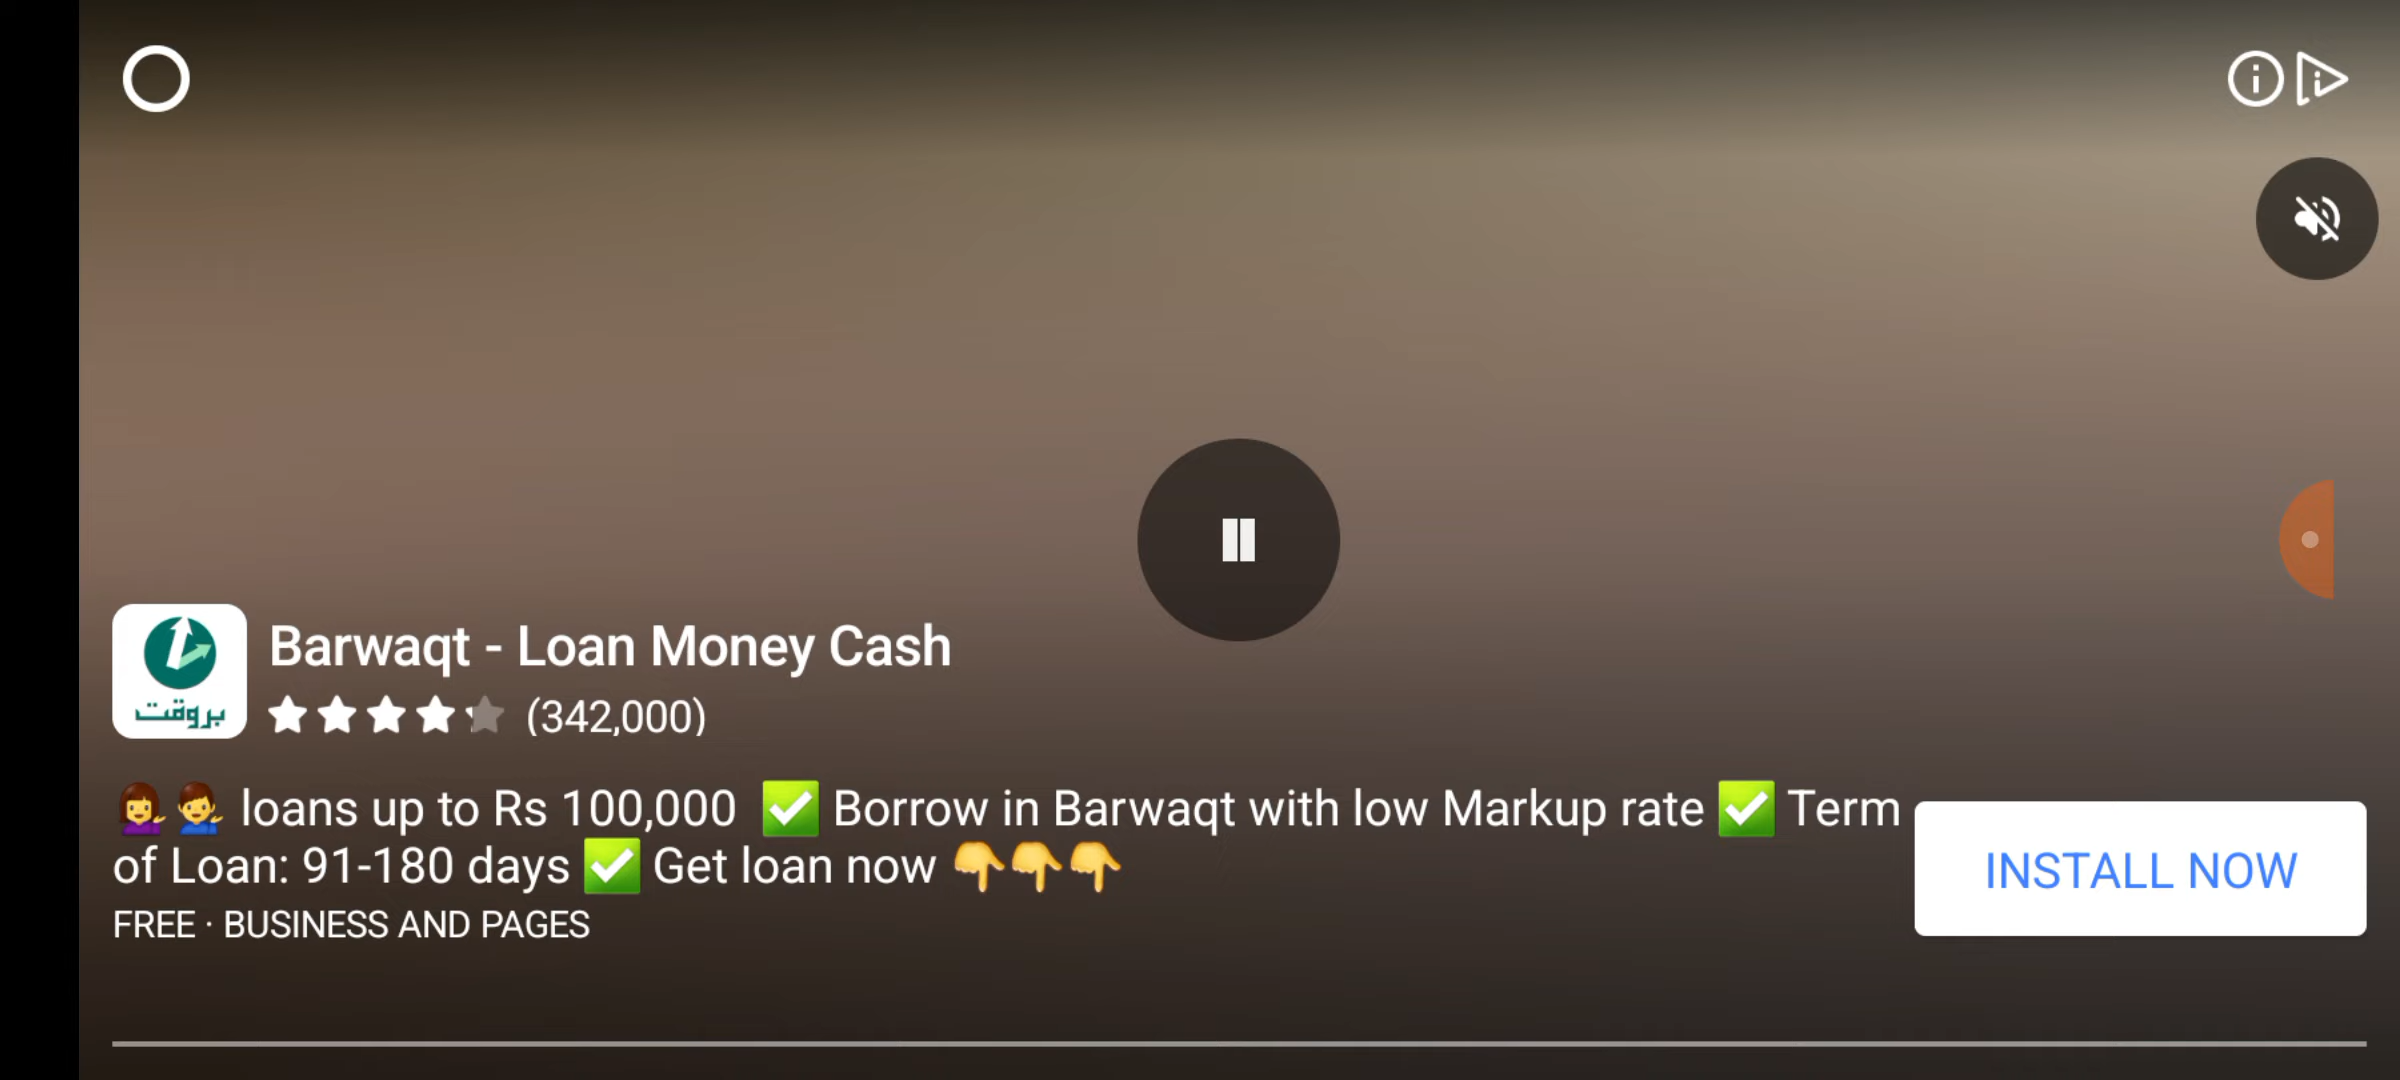 Barwaqt - Loan Money Cash
بروقت
(342,000)
💁‍♀️💁‍♂️ loans up to Rs 100,000 ✅ Borrow in Barwaqt with low Markup rate ✅ Term
of Loan: 91-180 days ✅ Get loan now 👇👇👇
FREE · BUSINESS AND PAGES
INSTALL NOW